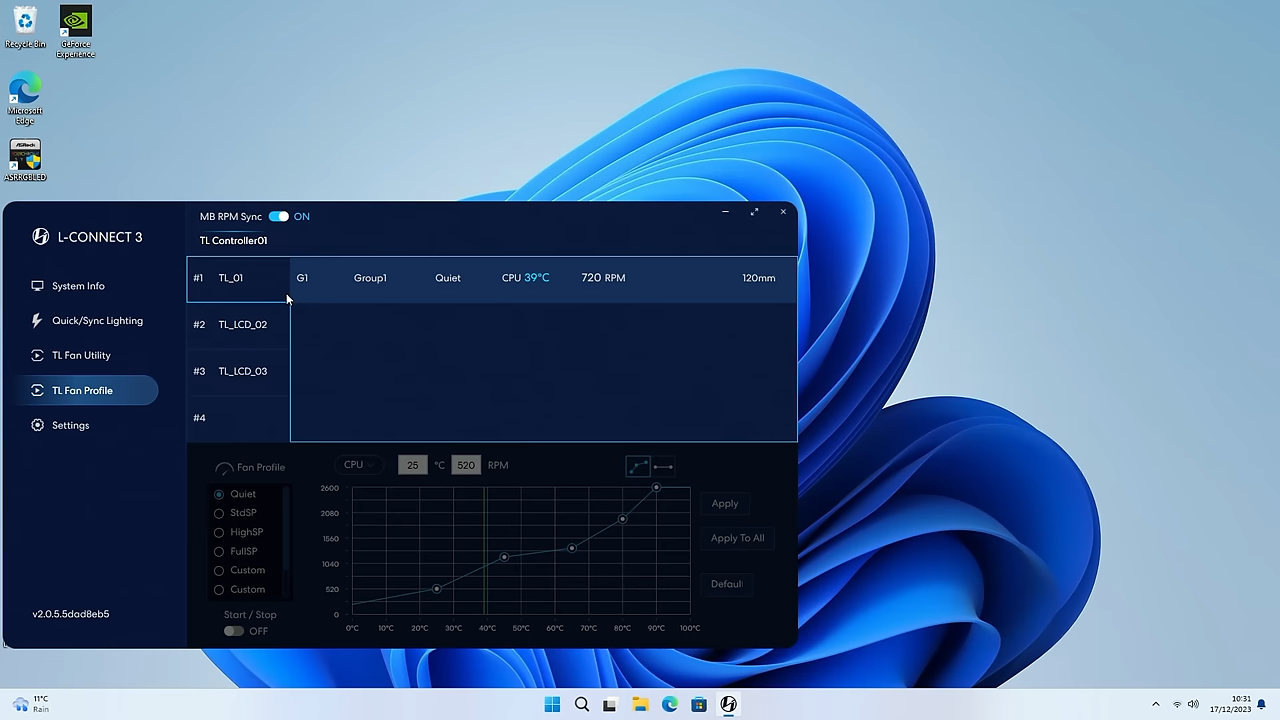 Recycle Bin
GeForce
Experience
Microsoft
Edge
ASRock
ASRRGBLED
L-CONNECT 3
System Info
Quick/Sync Lighting
TL Fan Utility
TL Fan Profile
Settings
v2.0.5.5dad8eb5
MB RPM Sync ON
TL Controller01
#1 TL_01 G1 Group1 Quiet CPU 39°C 720 RPM 120mm
#2 TL_LCD_02
#3 TL_LCD_03
#4
Fan Profile
Quiet
StdSP
HighSP
FullSP
Custom
Custom
Start / Stop
OFF
CPU 25 °C 520 RPM
2600
2080
1560
1040
520
0
0°C 10°C 20°C 30°C 40°C 50°C 60°C 70°C 80°C 90°C 100°C
Apply
Apply To All
Defaul
11°C
Rain
10:31
17/12/2023